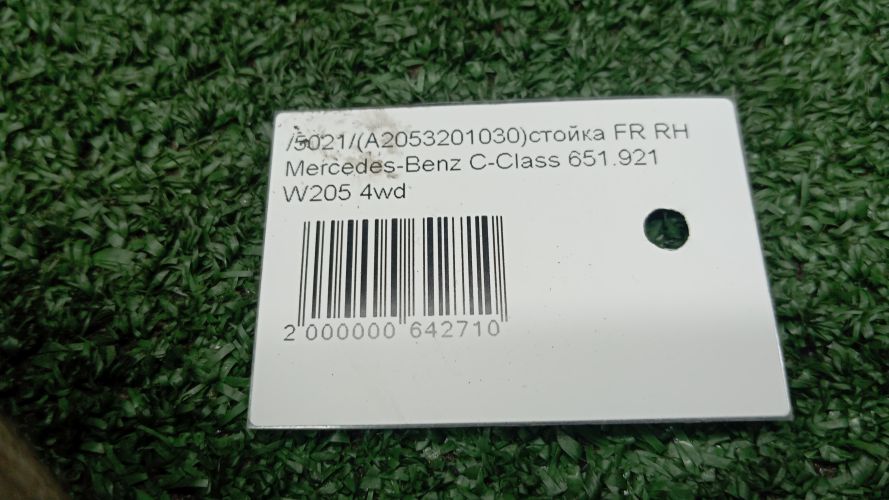 /5021/(A2053201030)стойка FR RH
Mercedes-Benz C-Class 651.921
W205 4wd
2 000000 642710